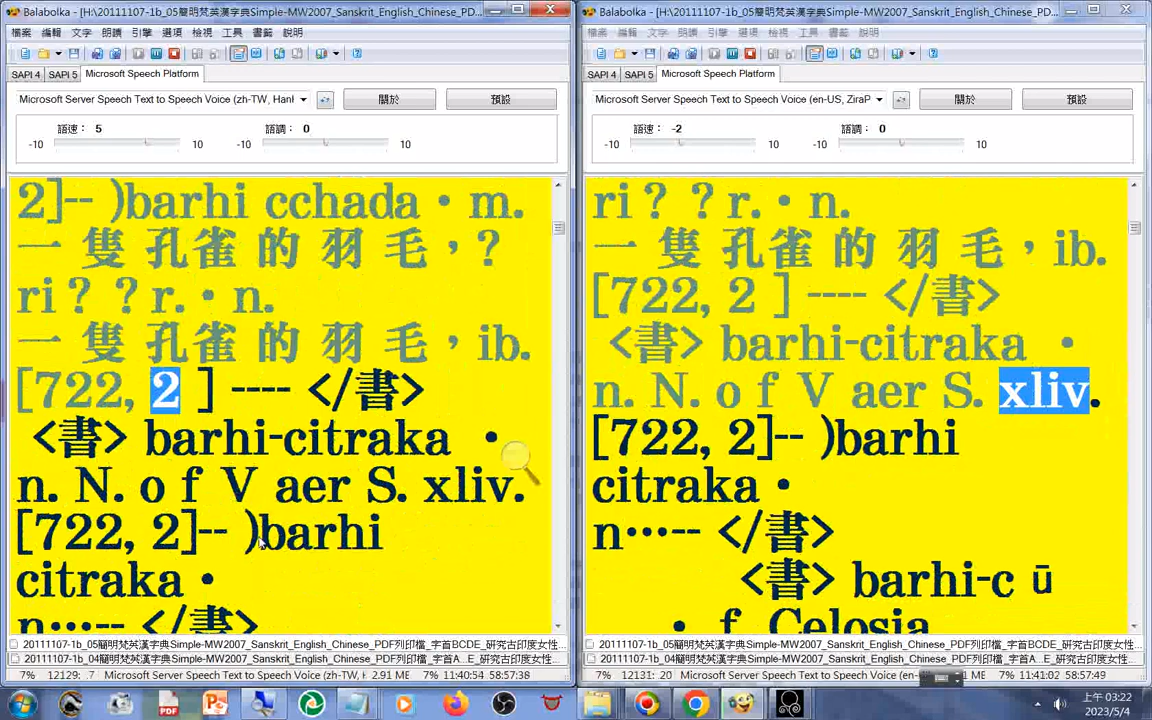 Balabolka - [H:\20111107-1b_05簡明梵英漢字典Simple-MW2007_Sanskrit_English_Chinese_PD...
檔案 編輯 文字 朗讀 引擎 選項 檢視 工具 書籤 說明
SAPI 4 SAPI 5 Microsoft Speech Platform
Microsoft Server Speech Text to Speech Voice (zh-TW, HanH
關於 預設
語速： 5 語調： 0
-10 10 -10 10
2]-- )barhi cchada • m.
一 隻 孔雀 的 羽 毛，?
ri？？r.• n.
一 隻 孔雀 的 羽 毛，ib.
[722, 2 ] ---- </書>
<書> barhi-citraka •
n. N. o f V aer S. xliv.
[722, 2]-- )barhi
citraka •
n…-- </書>
20111107-1b_05簡明梵英漢字典Simple-MW2007_Sanskrit_English_Chinese_PDF列印檔_字首BCDE_研究古印度女性...
20111107-1b_04簡明梵英漢字典Simple-MW2007_Sanskrit_English_Chinese_PDF列印檔_字首A...E_研究古印度女性...
7% 12129: .7 Microsoft Speech Platform Microsoft Server Speech Text to Speech Voice (zh-TW, 2.91 ME 7% 11:40:54 58:57:38
Balabolka - [H:\20111107-1b_05簡明梵英漢字典Simple-MW2007_Sanskrit_English_Chinese_PD...
檔案 編輯 文字 朗讀 引擎 選項 檢視 工具 書籤 說明
SAPI 4 SAPI 5 Microsoft Speech Platform
Microsoft Server Speech Text to Speech Voice (en-US, ZiraP
關於 預設
語速： -2 語調： 0
-10 10 -10 10
ri？？r.• n.
一 隻 孔雀 的 羽 毛，ib.
[722, 2 ] ---- </書>
<書> barhi-citraka •
n. N. o f V aer S. xliv.
[722, 2]-- )barhi
citraka •
n…-- </書>
<書> barhi-c ū
• f. Celosia
20111107-1b_05簡明梵英漢字典Simple-MW2007_Sanskrit_English_Chinese_PDF列印檔_字首BCDE_研究古印度女性...
20111107-1b_04簡明梵英漢字典Simple-MW2007_Sanskrit_English_Chinese_PDF列印檔_字首A...E_研究古印度女性...
7% 12131: 20 Microsoft Speech Platform Microsoft Server Speech Text to Speech Voice (en-US, 2.91 ME 7% 11:41:02 58:57:49
上午 03:22
2023/5/4